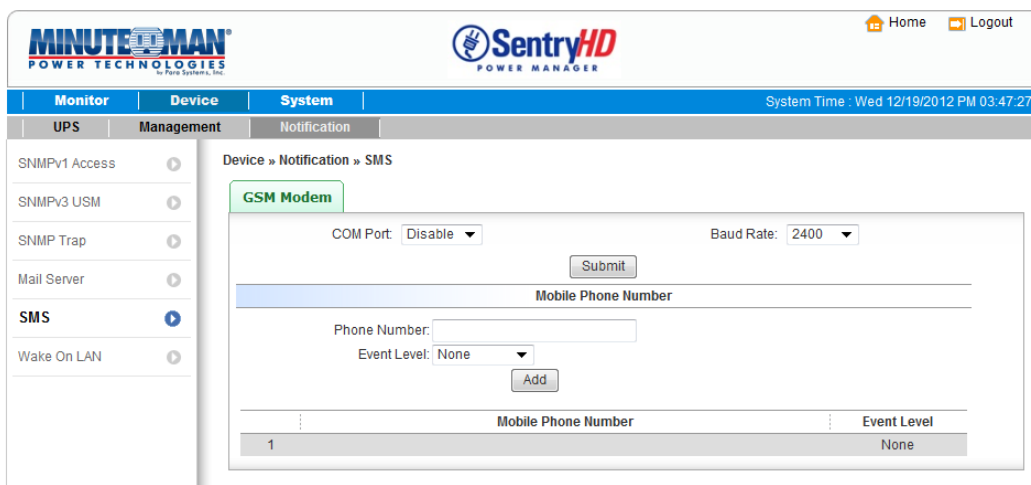 Home Logout
MINUTEMAN®
POWER TECHNOLOGIES
by Para Systems, Inc.
SentryHD
POWER MANAGER
Monitor Device System System Time : Wed 12/19/2012 PM 03:47:27
UPS Management Notification
SNMPv1 Access
SNMPv3 USM
SNMP Trap
Mail Server
SMS
Wake On LAN
Device » Notification » SMS
GSM Modem
COM Port: Disable Baud Rate: 2400
Submit
Mobile Phone Number
Phone Number:
Event Level: None
Add
Mobile Phone Number Event Level
1 None